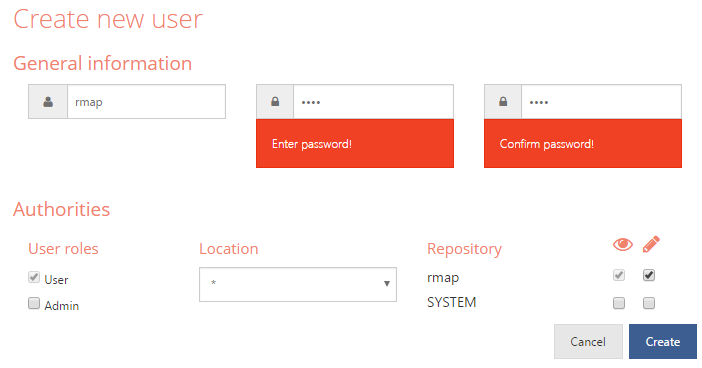 Create new user
General information
rmap •••• ••••
Enter password! Confirm password!
Authorities
User roles Location Repository
User * rmap
Admin SYSTEM
Cancel Create